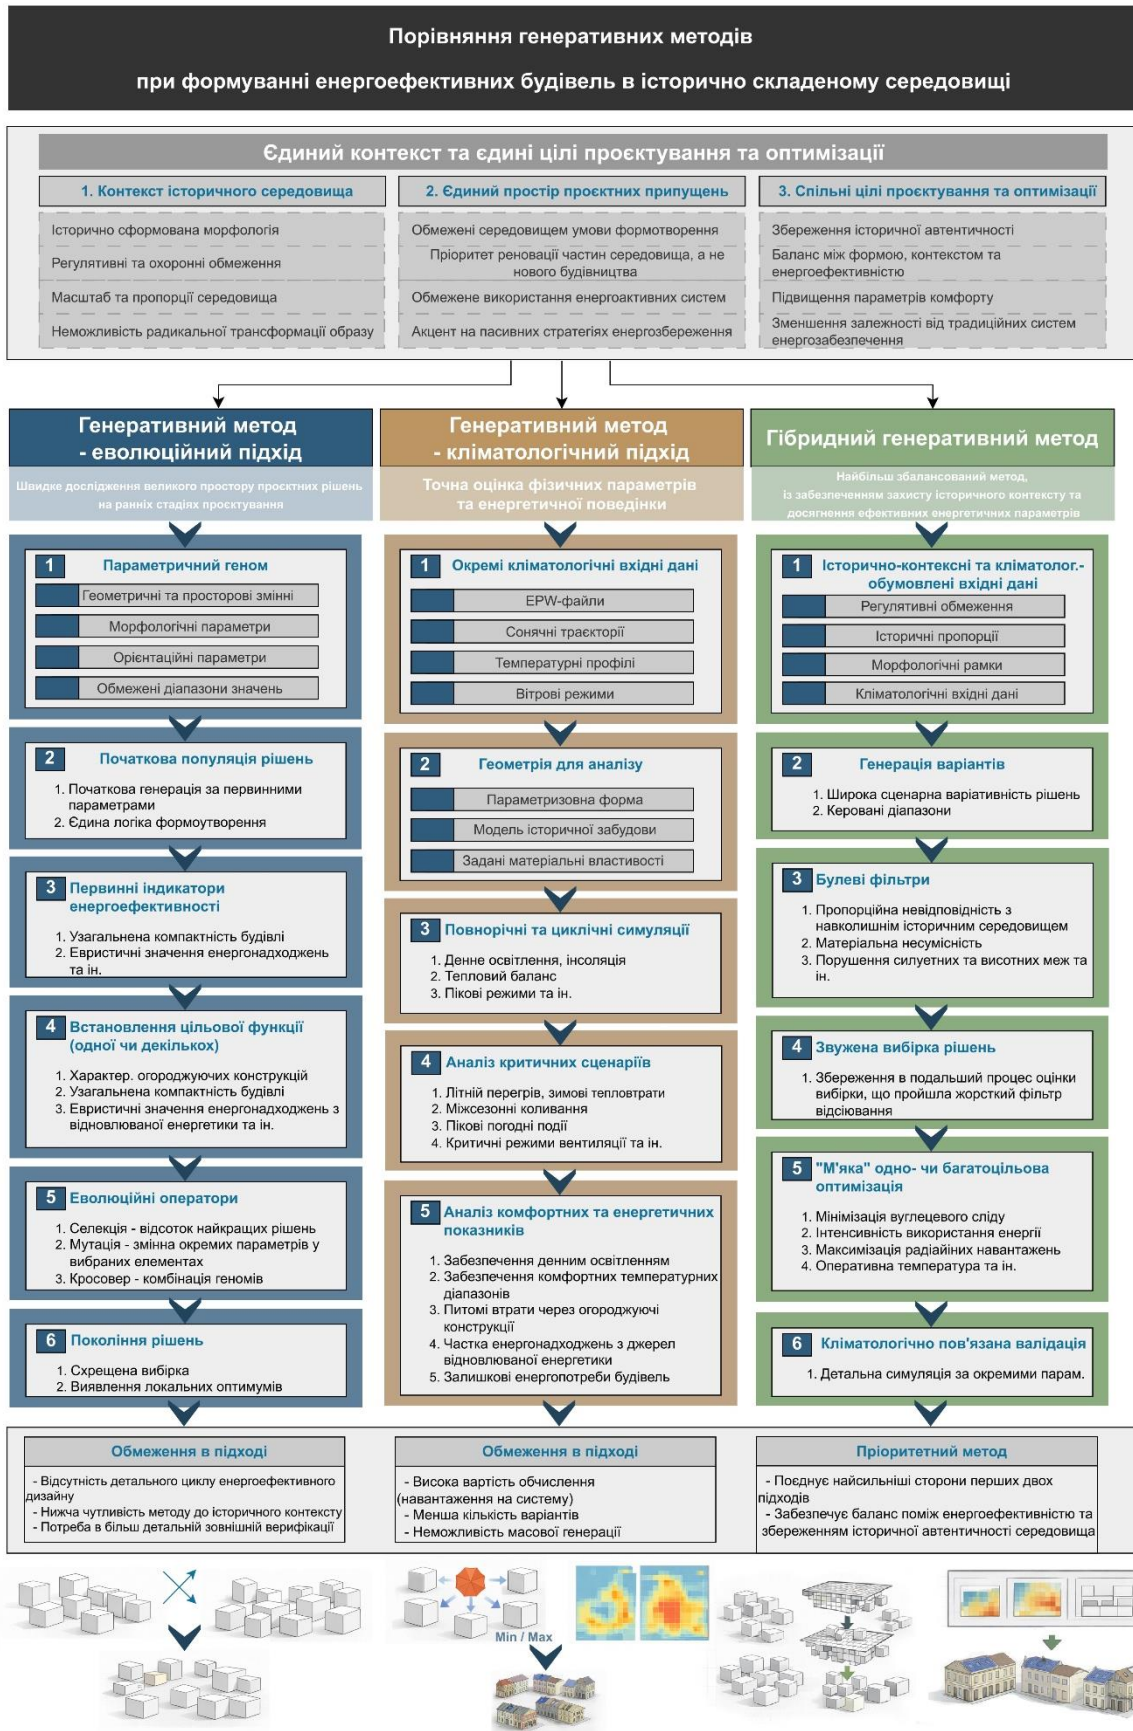 Порівняння генеративних методів
при формуванні енергоефективних будівель в історично складеному середовищі
Єдиний контекст та єдині цілі проєктування та оптимізації
1. Контекст історичного середовища
Історично сформована морфологія
Регулятивні та охоронні обмеження
Масштаб та пропорції середовища
Неможливість радикальної трансформації образу
2. Єдиний простір проєктних припущень
Обмежені середовищем умови формотворення
Пріоритет реновації частин середовища, а не
нового будівництва
Обмежене використання енергоактивних систем
Акцент на пасивних стратегіях енергозбереження
3. Спільні цілі проєктування та оптимізації
Збереження історичної автентичності
Баланс між формою, контекстом та
енергоефективністю
Підвищення параметрів комфорту
Зменшення залежності від традиційних систем
енергозабезпечення
Генеративний метод
- еволюційний підхід
Швидке дослідження великого простору проєктних рішень
на ранніх стадіях проєктування
1 Параметричний геном
Геометричні та просторові змінні
Морфологічні параметри
Орієнтаційні параметри
Обмежені діапазони значень
2 Початкова популяція рішень
1. Початкова генерація за первинними
параметрами
2. Єдина логіка формоутворення
3 Первинні індикатори
енергоефективності
1. Узагальнена компактність будівлі
2. Евристичні значення енергонадходжень
та ін.
4 Встановлення цільової функції
(одної чи декількох)
1. Характер. огороджуючих конструкцій
2. Узагальнена компактність будівлі
3. Евристичні значення енергонадходжень з
відновлюваної енергетики та ін.
5 Еволюційні оператори
1. Селекція - відсоток найкращих рішень
2. Мутація - змінна окремих параметрів у
вибраних елементах
3. Кросовер - комбінація геномів
6 Покоління рішень
1. Схрещена вибірка
2. Виявлення локальних оптимумів
Обмеження в підході
- Відсутність детального циклу енергоефективного
дизайну
- Нижча чутливість методу до історичного контексту
- Потреба в більш детальній зовнішній верифікації
Генеративний метод
- кліматологічний підхід
Точна оцінка фізичних параметрів
та енергетичної поведінки
1 Окремі кліматологічні вхідні дані
EPW-файли
Сонячні траєкторії
Температурні профілі
Вітрові режими
2 Геометрія для аналізу
Параметризовна форма
Модель історичної забудови
Задані матеріальні властивості
3 Повнорічні та циклічні симуляції
1. Денне освітлення, інсоляція
2. Тепловий баланс
3. Пікові режими та ін.
4 Аналіз критичних сценаріїв
1. Літній перегрів, зимові тепловтрати
2. Міжсезонні коливання
3. Пікові погодні події
4. Критичні режими вентиляції та ін.
5 Аналіз комфортних та енергетичних
показників
1. Забезпечення денним освітленням
2. Забезпечення комфортних температурних
діапазонів
3. Питомі втрати через огороджуючі
конструкції
4. Частка енергонадходжень з джерел
відновлюваної енергетики
5. Залишкові енергопотреби будівель
Обмеження в підході
- Висока вартість обчислення
(навантаження на систему)
- Менша кількість варіантів
- Неможливість масової генерації
Гібридний генеративний метод
Найбільш збалансований метод,
із забезпеченням захисту історичного контексту та
досягнення ефективних енергетичних параметрів
1 Історично-контексні та кліматолог.-
обумовлені вхідні дані
Регулятивні обмеження
Історичні пропорції
Морфологічні рамки
Кліматологічні вхідні дані
2 Генерація варіантів
1. Широка сценарна варіативність рішень
2. Керовані діапазони
3 Булеві фільтри
1. Пропорційна невідповідність з
навколишнім історичним середовищем
2. Матеріальна несумісність
3. Порушення силуетних та висотних меж та
ін.
4 Звужена вибірка рішень
1. Збереження в подальший процес оцінки
вибірки, що пройшла жорсткий фільтр
відсіювання
5 "М'яка" одно- чи багатоцільова
оптимізація
1. Мінімізація вуглецевого сліду
2. Інтенсивність використання енергії
3. Максимізація радіайіних навантажень
4. Оперативна температура та ін.
6 Кліматологічно пов'язана валідація
1. Детальна симуляція за окремими парам.
Пріоритетний метод
- Поєднує найсильніші сторони перших двох
підходів
- Забезпечує баланс поміж енергоефективністю та
збереженням історичної автентичності середовища
Min / Max